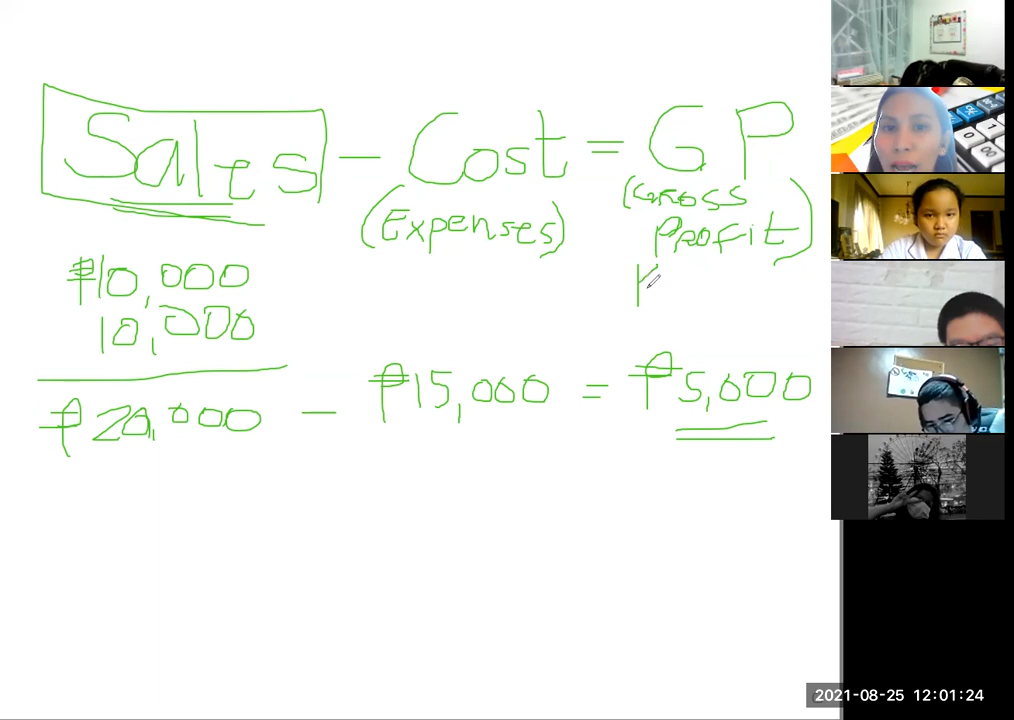 Sales - Cost = GP
(Expenses) (Gross Profit)
₱10,000
10,000
₱20,000 - ₱15,000 = ₱5,000
2021-08-25 12:01:24